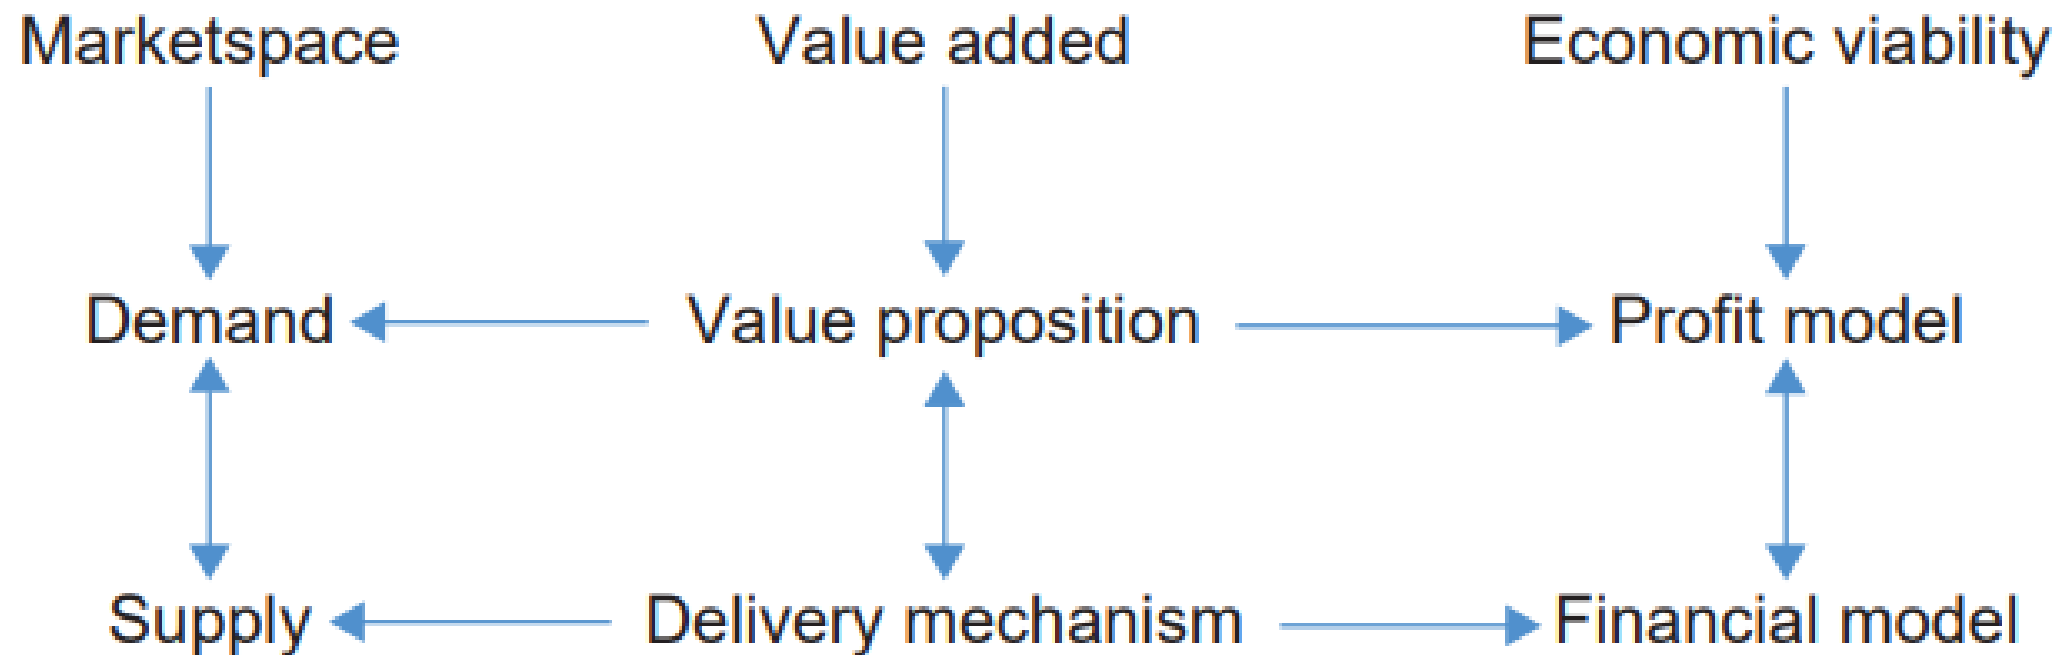 Marketspace
Value added
Economic viability
Demand
Value proposition
Profit model
Supply
Delivery mechanism
Financial model